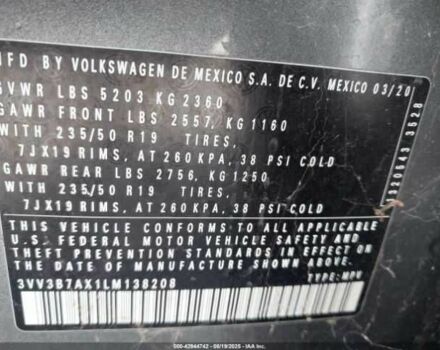 MFD BY VOLKSWAGEN DE MEXICO S.A. DE C.V. MEXICO 03/20
GVWR LBS 5203 KG 2360
GAWR FRONT LBS 2557, KG 1160
WITH 235/50 R19 TIRES,
7JX19 RIMS, AT 260 KPA, 38 PSI COLD
GAWR REAR LBS 2756, KG 1250
WITH 235/50 R19 TIRES,
7JX19 RIMS, AT 260 KPA, 38 PSI COLD
THIS VEHICLE CONFORMS TO ALL APPLICABLE
U.S. FEDERAL MOTOR VEHICLE SAFETY AND
THEFT PREVENTION STANDARDS IN EFFECT ON
THE DATE OF MANUFACTURE SHOWN ABOVE
3VV3B7AX1LM138208
TYPE: MPV
000-42944742 - 08/19/2025 - IAAI.COM